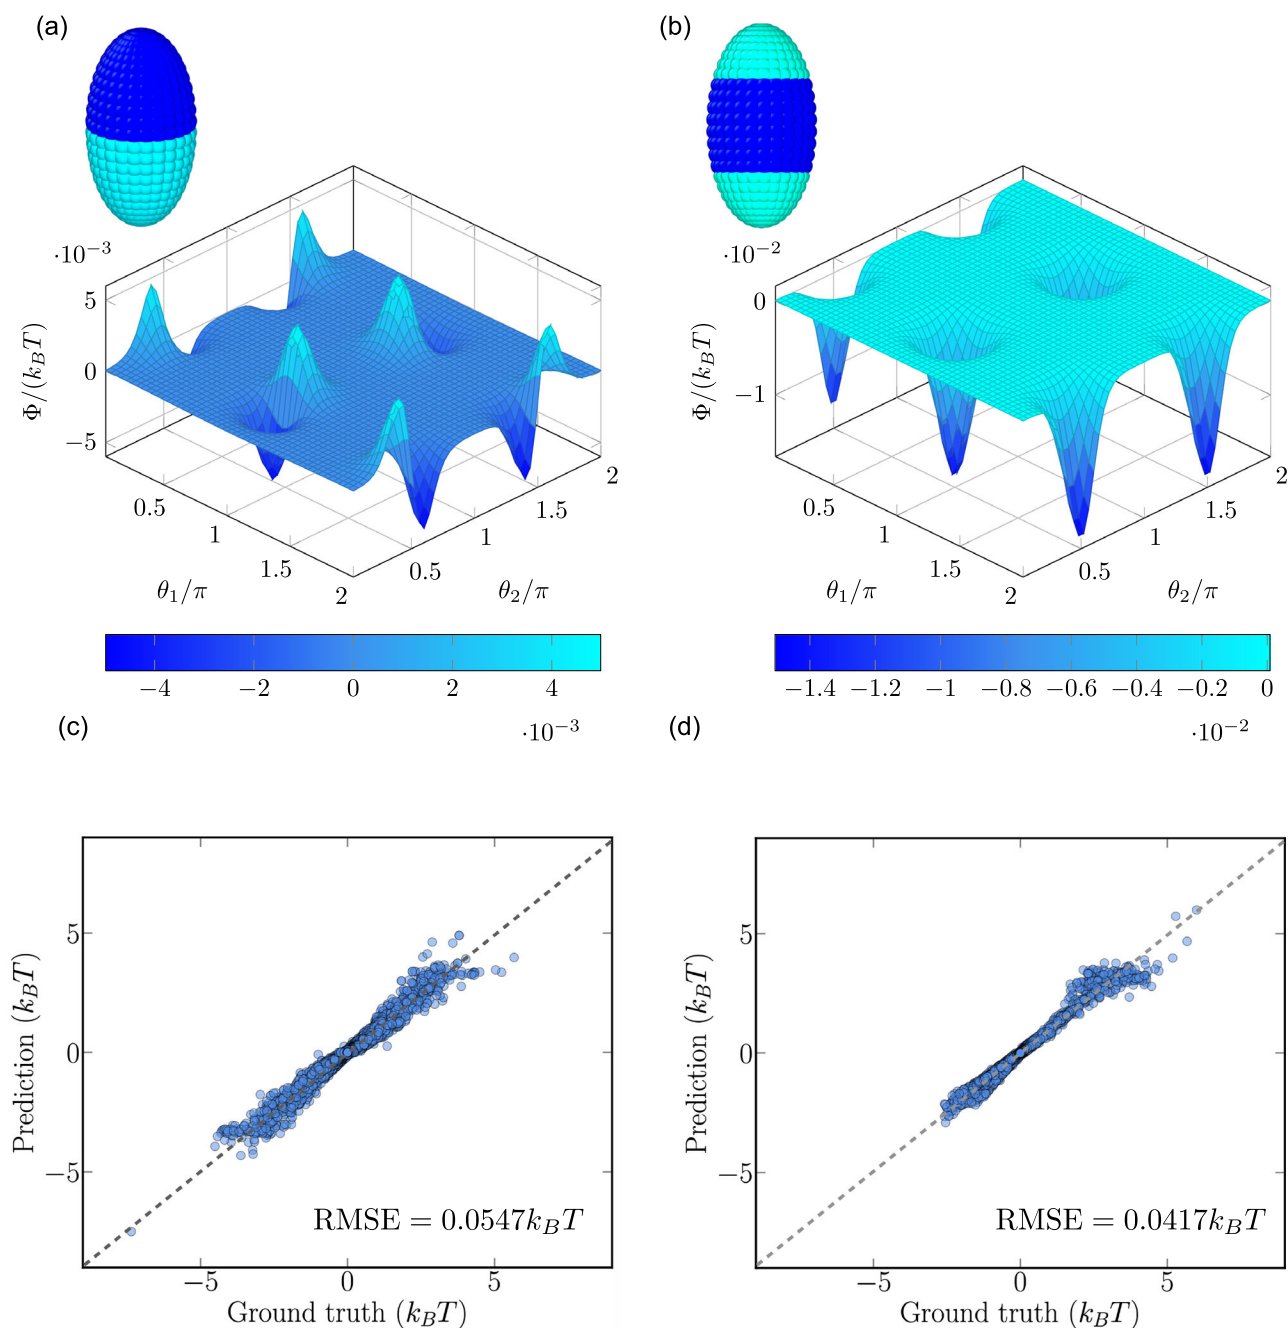 (a)
·10⁻³
5
0
−5
Φ/(k_BT)
0.5
1
1.5
2
θ₁/π
0.5
1
1.5
2
θ₂/π
−4 −2 0 2 4
·10⁻³
(b)
·10⁻²
0
−1
Φ/(k_BT)
0.5
1
1.5
2
θ₁/π
0.5
1
1.5
2
θ₂/π
−1.4 −1.2 −1 −0.8 −0.6 −0.4 −0.2 0
·10⁻²
(c)
5
0
−5
Prediction (k_BT)
RMSE = 0.0547k_BT
−5 0 5
Ground truth (k_BT)
(d)
5
0
−5
Prediction (k_BT)
RMSE = 0.0417k_BT
−5 0 5
Ground truth (k_BT)